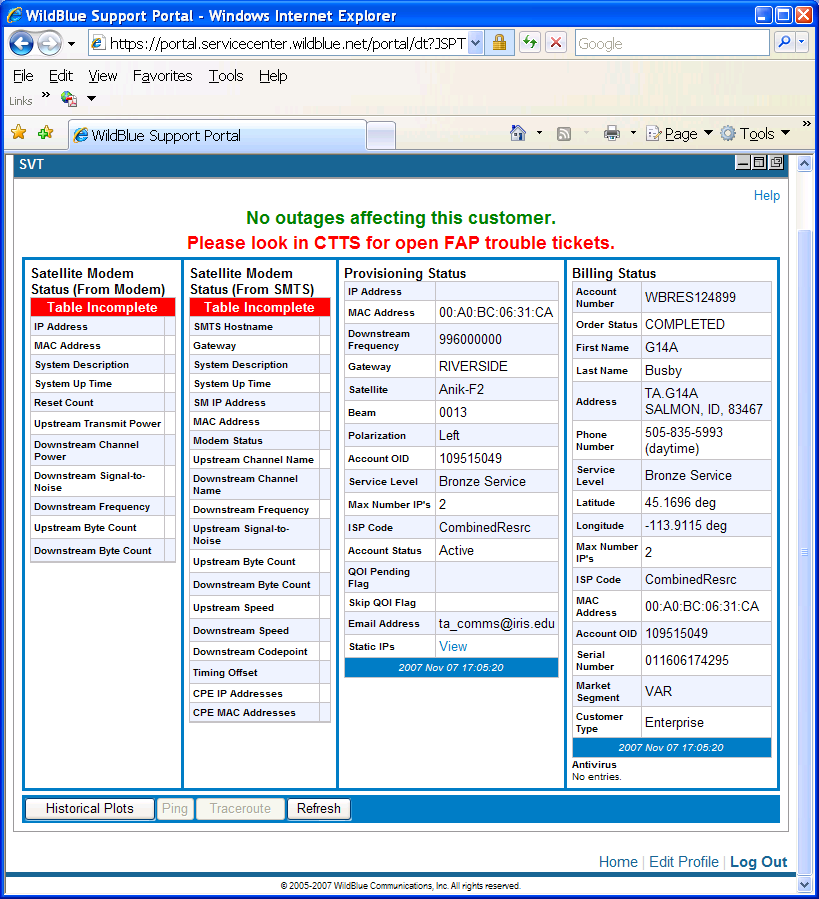 WildBlue Support Portal - Windows Internet Explorer
https://portal.servicecenter.wildblue.net/portal/dt?JSPT
Google
File Edit View Favorites Tools Help
Links »
WildBlue Support Portal
Page Tools »
SVT
Help
No outages affecting this customer.
Please look in CTTS for open FAP trouble tickets.
Satellite Modem
Status (From Modem)
Table Incomplete
IP Address
MAC Address
System Description
System Up Time
Reset Count
Upstream Transmit Power
Downstream Channel
Power
Downstream Signal-to-
Noise
Downstream Frequency
Upstream Byte Count
Downstream Byte Count
Satellite Modem
Status (From SMTS)
Table Incomplete
SMTS Hostname
Gateway
System Description
System Up Time
SM IP Address
MAC Address
Modem Status
Upstream Channel Name
Downstream Channel
Name
Downstream Frequency
Upstream Signal-to-
Noise
Upstream Byte Count
Downstream Byte Count
Upstream Speed
Downstream Speed
Downstream Codepoint
Timing Offset
CPE IP Addresses
CPE MAC Addresses
Provisioning Status
IP Address
MAC Address 00:A0:BC:06:31:CA
Downstream
Frequency 996000000
Gateway RIVERSIDE
Satellite Anik-F2
Beam 0013
Polarization Left
Account OID 109515049
Service Level Bronze Service
Max Number IP's 2
ISP Code CombinedResrc
Account Status Active
QOI Pending
Flag
Skip QOI Flag
Email Address ta_comms@iris.edu
Static IPs View
2007 Nov 07 17:05:20
Billing Status
Account
Number WBRES124899
Order Status COMPLETED
First Name G14A
Last Name Busby
Address TA.G14A
SALMON, ID, 83467
Phone
Number 505-835-5993
(daytime)
Service
Level Bronze Service
Latitude 45.1696 deg
Longitude -113.9115 deg
Max Number
IP's 2
ISP Code CombinedResrc
MAC
Address 00:A0:BC:06:31:CA
Account OID 109515049
Serial
Number 011606174295
Market
Segment VAR
Customer
Type Enterprise
2007 Nov 07 17:05:20
Antivirus
No entries.
Historical Plots Ping Traceroute Refresh
Home | Edit Profile | Log Out
© 2005-2007 WildBlue Communications, Inc. All rights reserved.